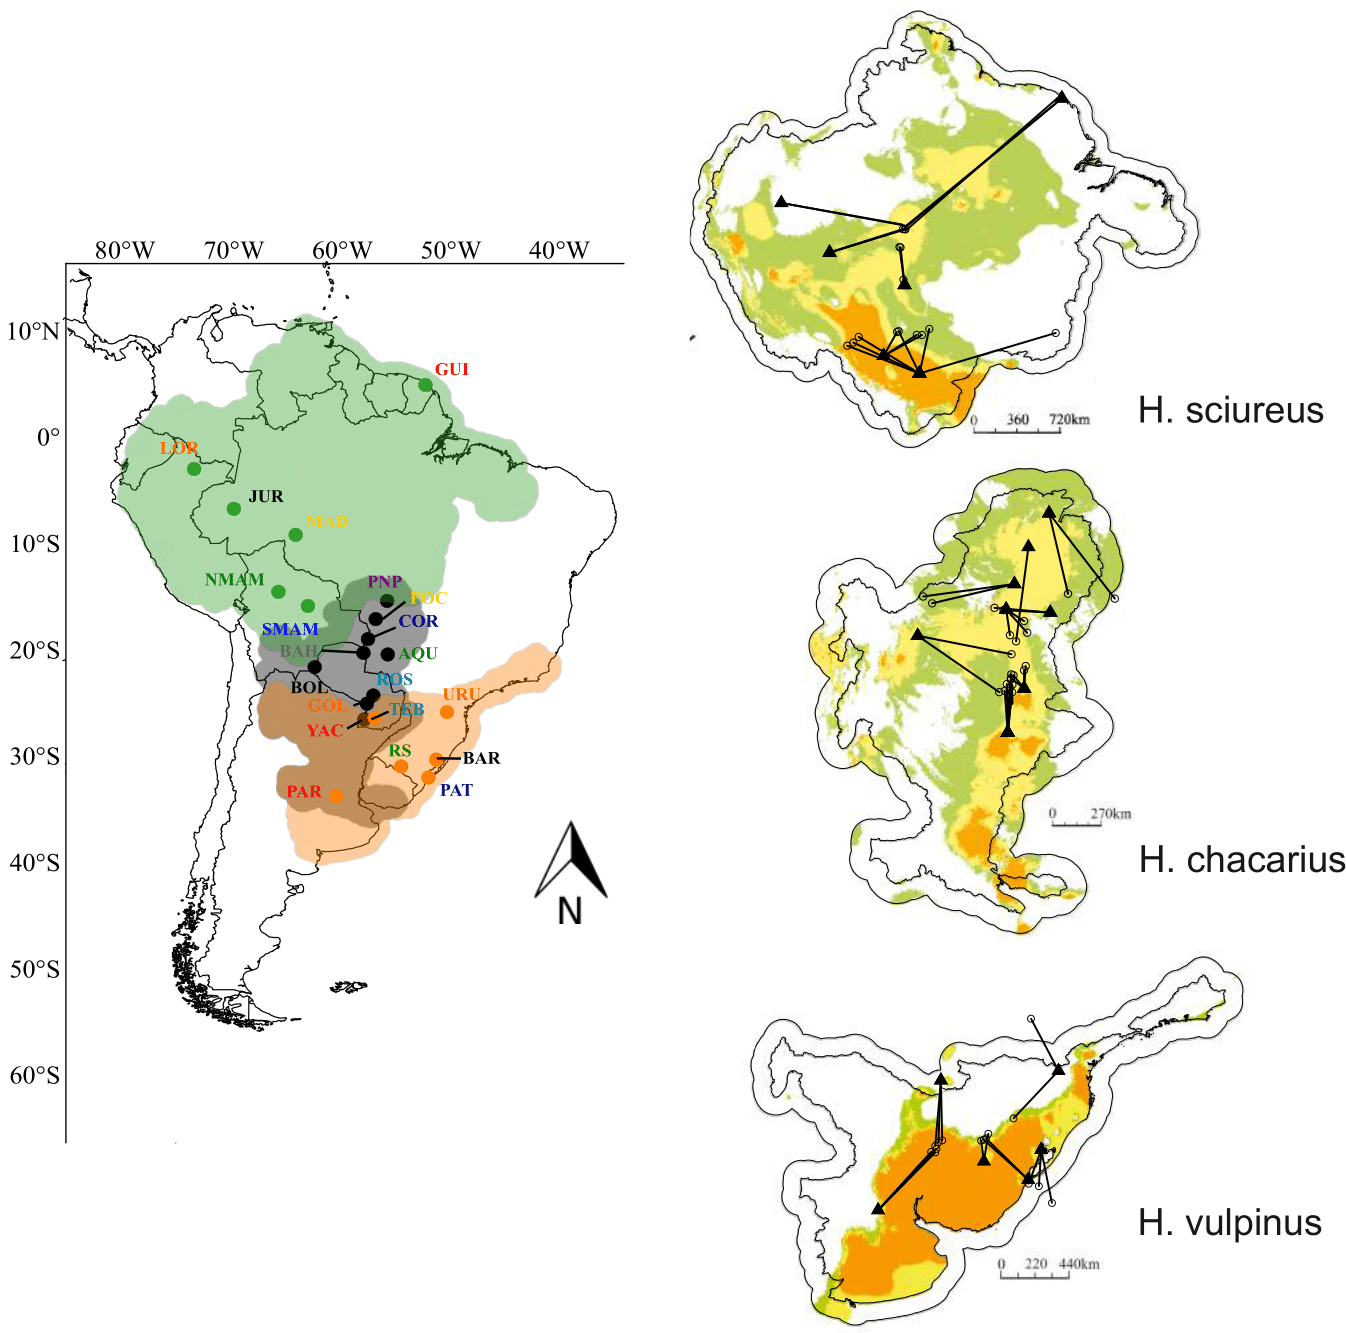 80°W 70°W 60°W 50°W 40°W
10°N
0°
10°S
20°S
30°S
40°S
50°S
60°S
GUI
LOR
JUR
MAD
NMAM
PNP
POC
SMAM
COR
BAH
AQU
BOL
ROS
GOL
TEB
URU
YAC
RS
BAR
PAR
PAT
N
0 360 720km
H. sciureus
0 270km
H. chacarius
0 220 440km
H. vulpinus